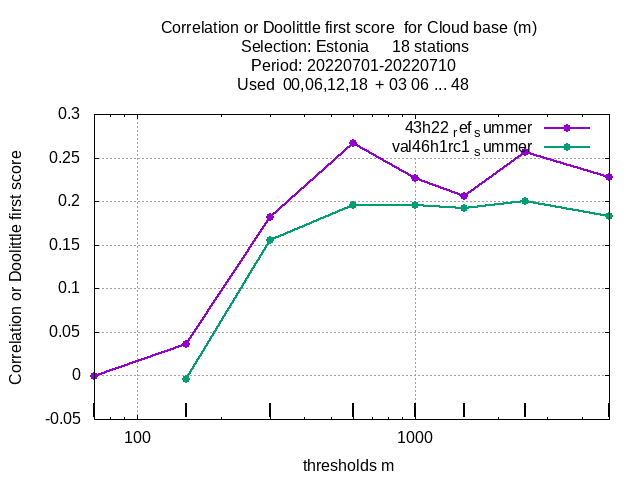 Correlation or Doolittle first score for Cloud base (m)
Selection: Estonia 18 stations
Period: 20220701-20220710
Used 00,06,12,18 + 03 06 ... 48
43h22 ref summer
val46h1rc1 summer
0.3
0.25
0.2
0.15
0.1
0.05
0
-0.05
Correlation or Doolittle first score
100
1000
thresholds m